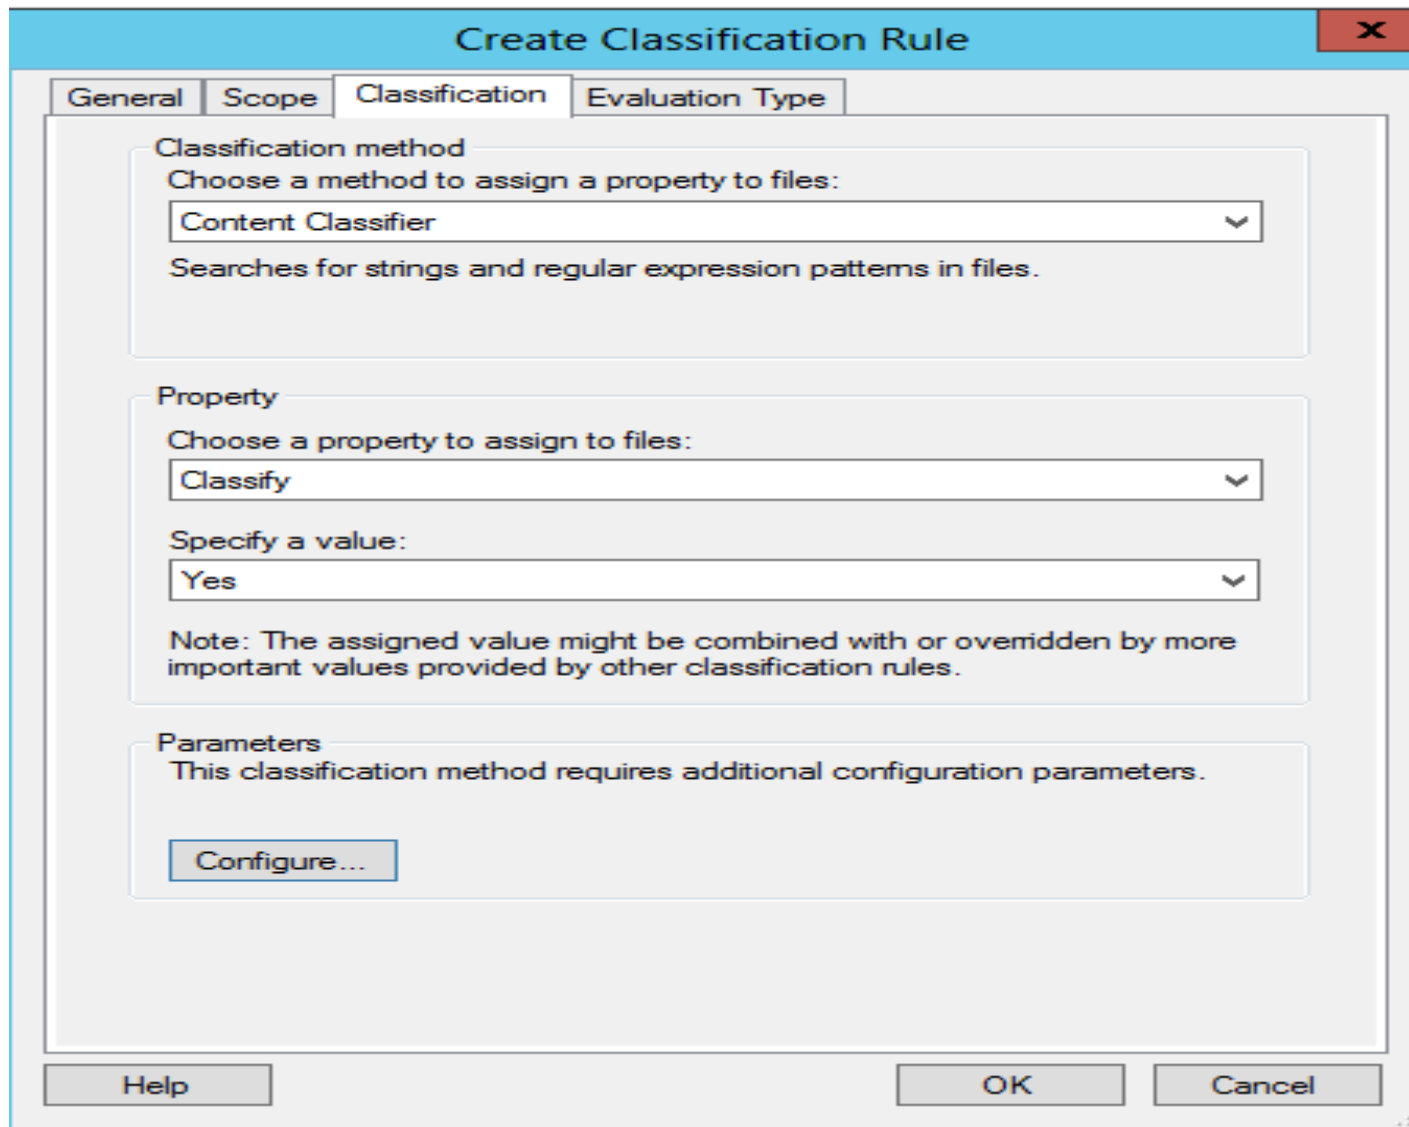 Create Classification Rule
x
General Scope Classification Evaluation Type
Classification method
Choose a method to assign a property to files:
Content Classifier
Searches for strings and regular expression patterns in files.
Property
Choose a property to assign to files:
Classify
Specify a value:
Yes
Note: The assigned value might be combined with or overridden by more
important values provided by other classification rules.
Parameters
This classification method requires additional configuration parameters.
Configure...
Help OK Cancel